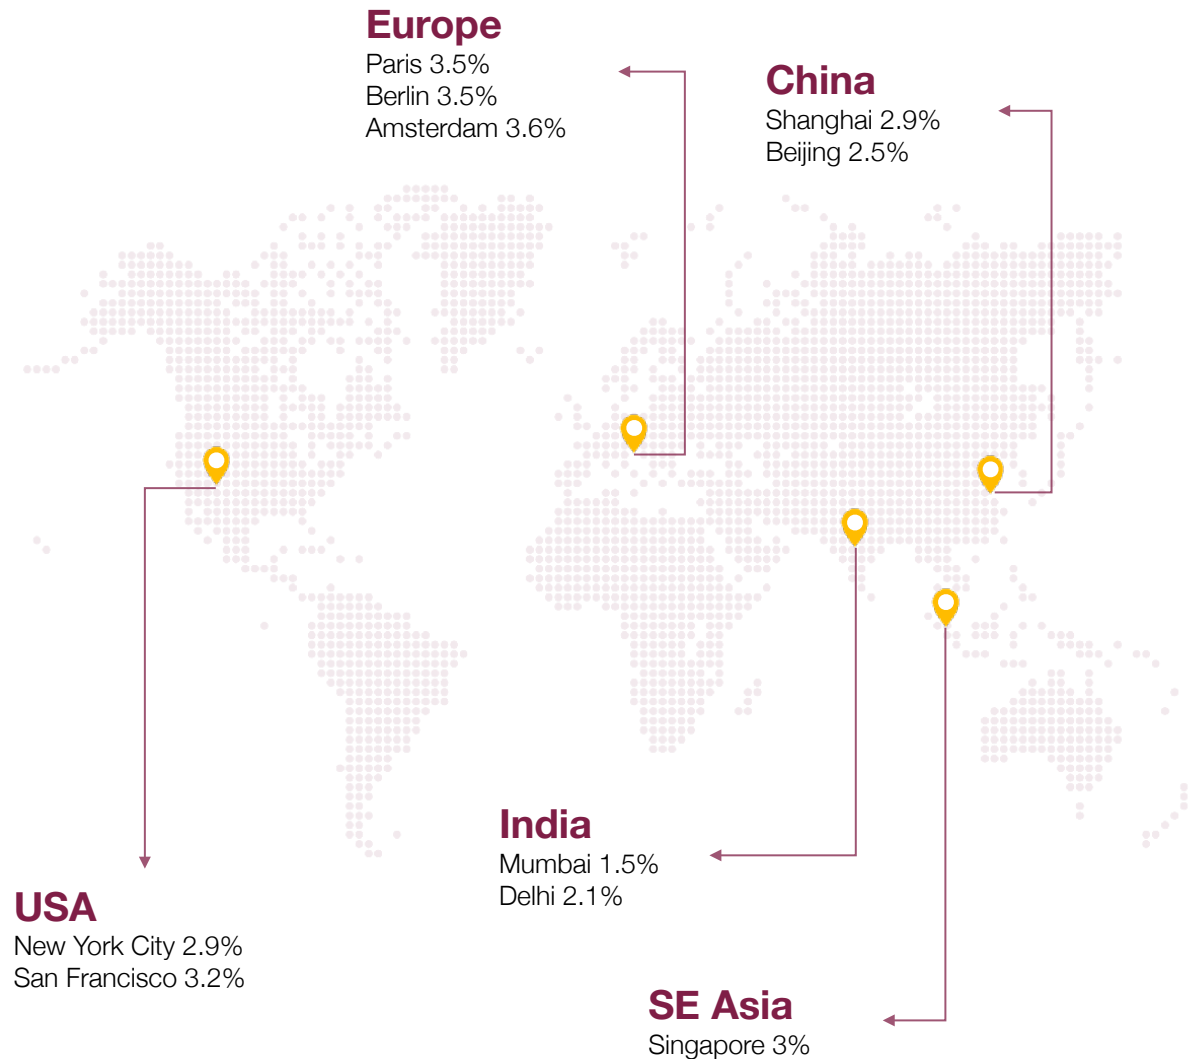 Europe
Paris 3.5%
Berlin 3.5%
Amsterdam 3.6%
China
Shanghai 2.9%
Beijing 2.5%
India
Mumbai 1.5%
Delhi 2.1%
USA
New York City 2.9%
San Francisco 3.2%
SE Asia
Singapore 3%